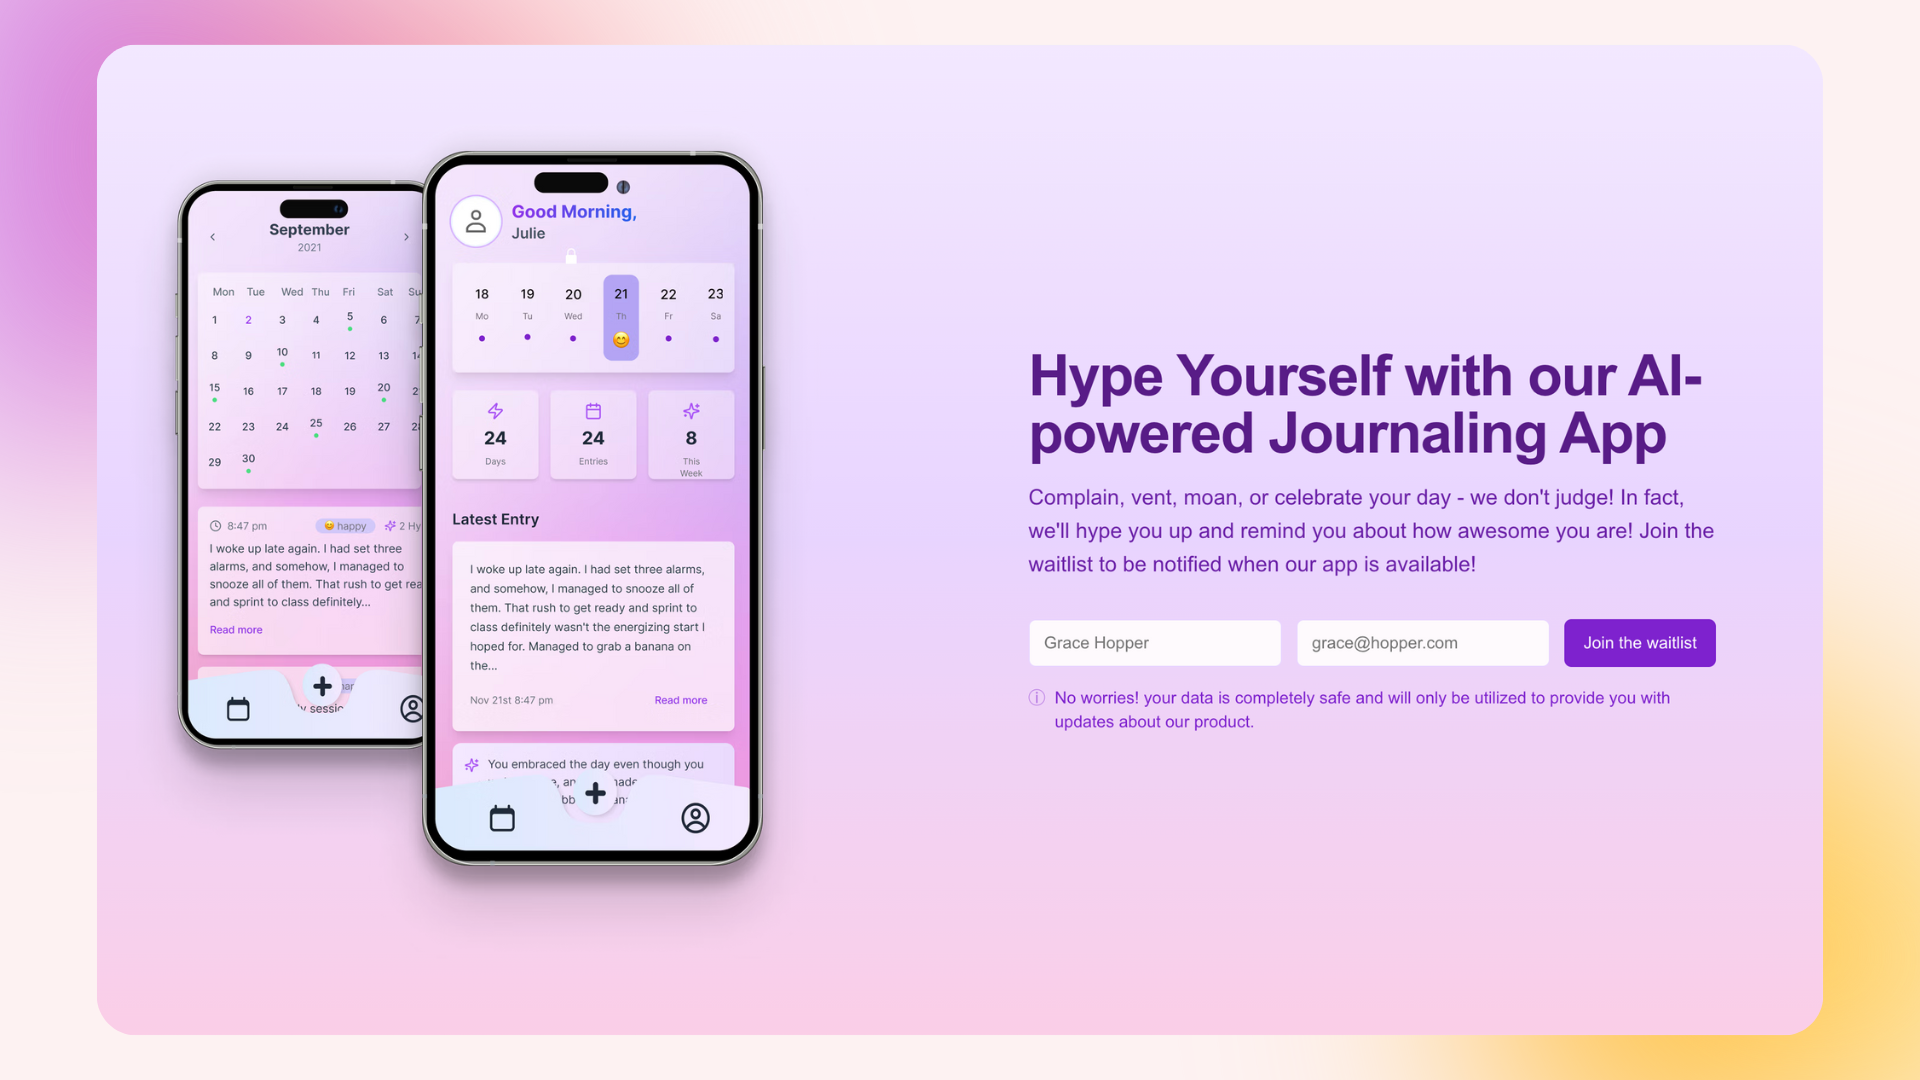 September
2021
Mon Tue Wed Thu Fri Sat Su
1 2 3 4 5 6 7
8 9 10 11 12 13 14
15 16 17 18 19 20 2
22 23 24 25 26 27 28
29 30
8:47 pm 😊 happy 2 Hy
I woke up late again. I had set three
alarms, and somehow, I managed to
snooze all of them. That rush to get rea
and sprint to class definitely...
Read more
sessic
Good Morning,
Julie
18 19 20 21 22 23
Mo Tu Wed Th Fr Sa
😊
24 24 8
Days Entries This
Week
Latest Entry
I woke up late again. I had set three alarms,
and somehow, I managed to snooze all of
them. That rush to get ready and sprint to
class definitely wasn't the energizing start I
hoped for. Managed to grab a banana on
the...
Nov 21st 8:47 pm Read more
You embraced the day even though you
Hype Yourself with our AI-
powered Journaling App
Complain, vent, moan, or celebrate your day - we don't judge! In fact,
we'll hype you up and remind you about how awesome you are! Join the
waitlist to be notified when our app is available!
Grace Hopper grace@hopper.com Join the waitlist
No worries! your data is completely safe and will only be utilized to provide you with
updates about our product.